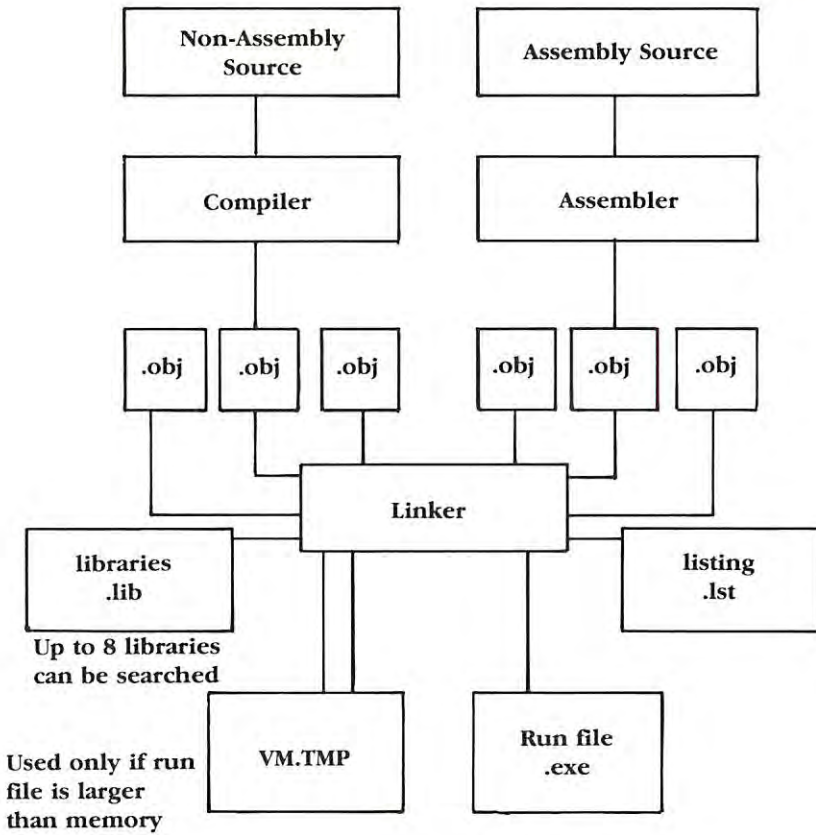 Non-Assembly
Source
Assembly Source
Compiler
Assembler
.obj
.obj
.obj
.obj
.obj
.obj
Linker
libraries
.lib
listing
.lst
Up to 8 libraries
can be searched
VM.TMP
Run file
.exe
Used only if run
file is larger
than memory